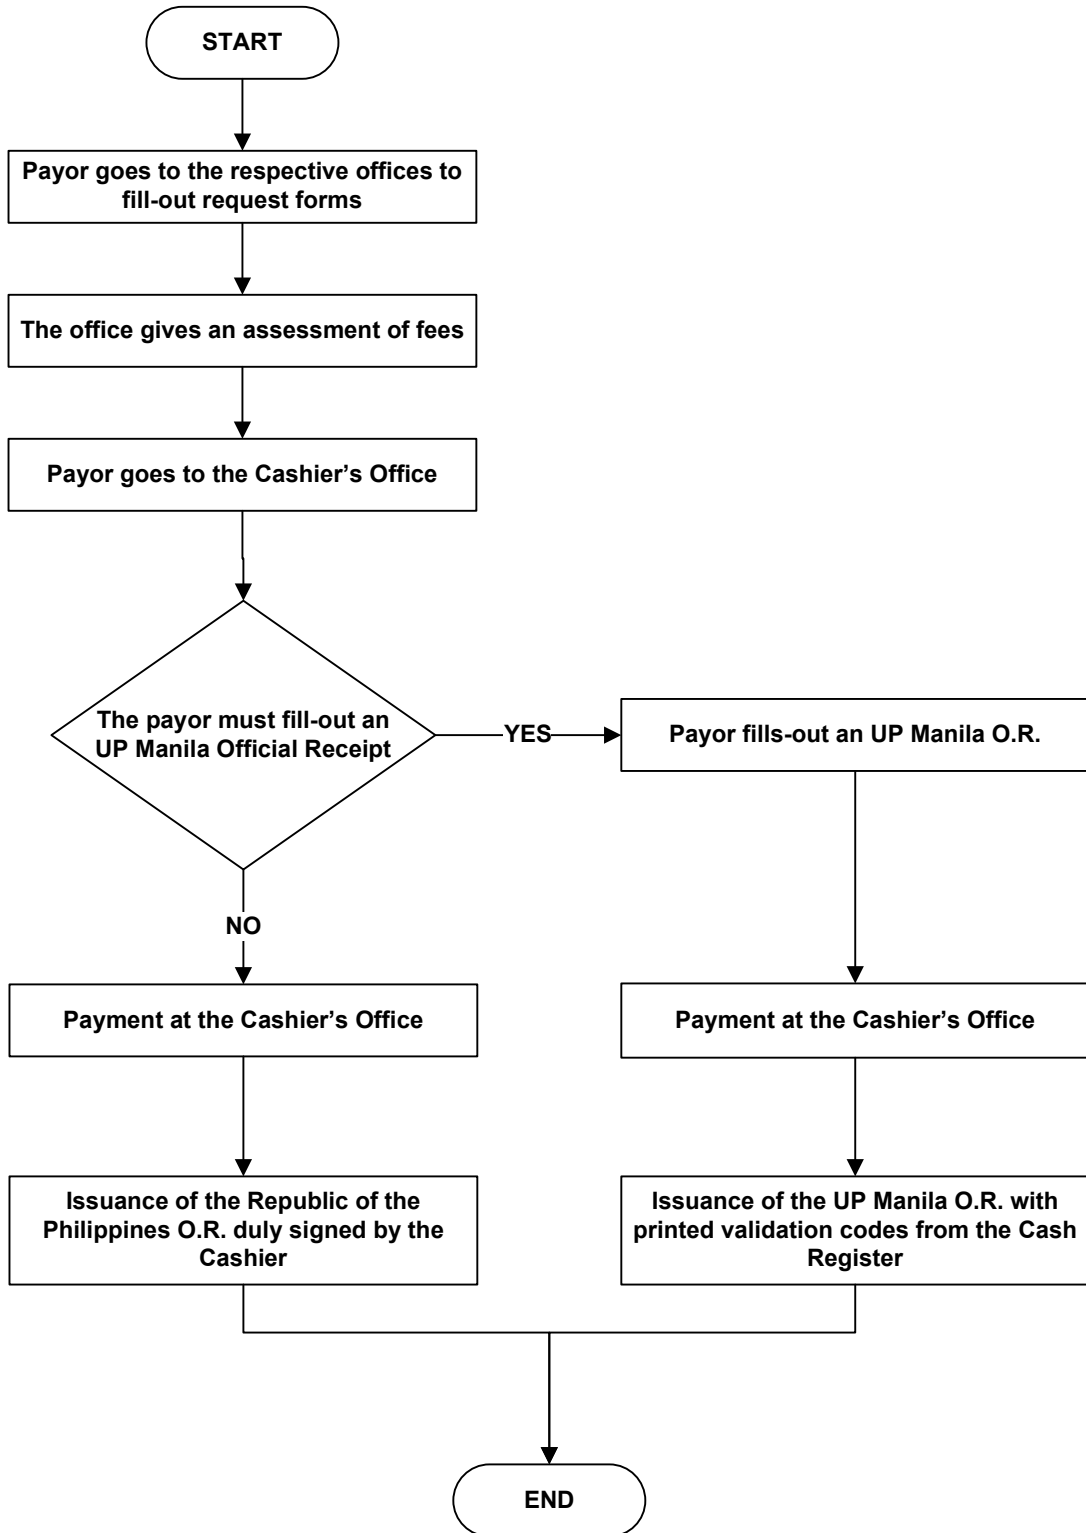 START
Payor goes to the respective offices to
fill-out request forms
The office gives an assessment of fees
Payor goes to the Cashier’s Office
The payor must fill-out an
UP Manila Official Receipt
YES
Payor fills-out an UP Manila O.R.
NO
Payment at the Cashier’s Office
Payment at the Cashier’s Office
Issuance of the Republic of the
Philippines O.R. duly signed by the
Cashier
Issuance of the UP Manila O.R. with
printed validation codes from the Cash
Register
END